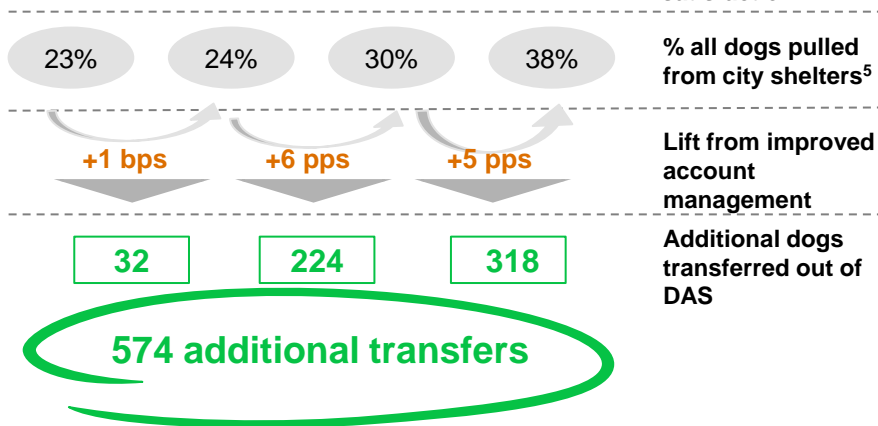 23%
24%
30%
38%
% all dogs pulled
from city shelters5
+1 bps
+6 pps
+5 pps
Lift from improved
account
management
32
224
318
Additional dogs
transferred out of
DAS
574 additional transfers